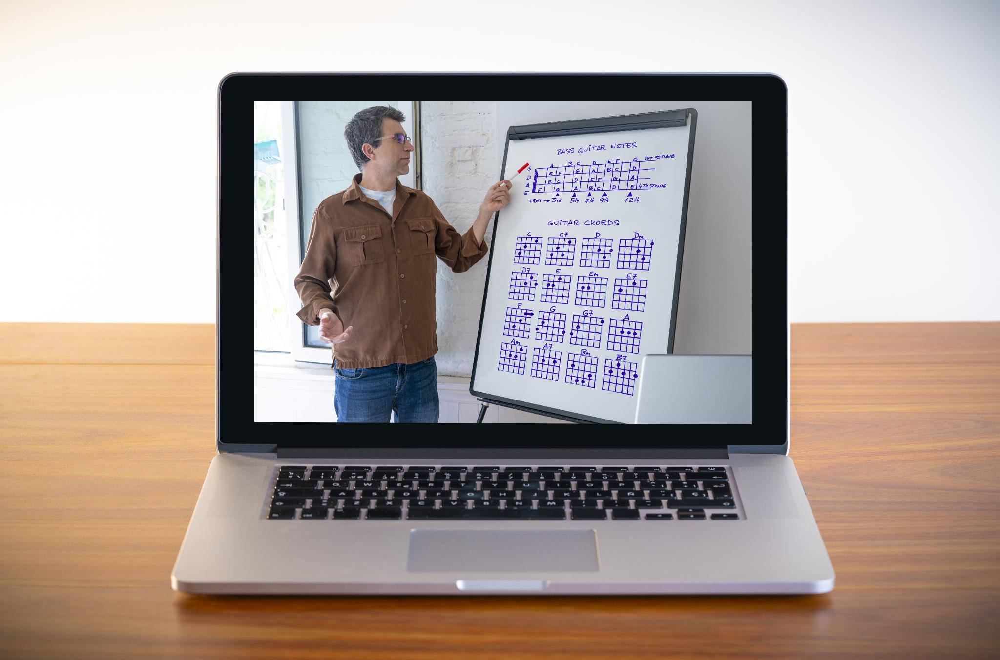 BASS GUITAR NOTES
A B C D E F G 1ST STRING
G E F G A B C D
D B C D E F G A
A F G A B C D E 4TH STRING
E
FRET → 3rd 5th 7th 9th 12th
GUITAR CHORDS
C C7 D Dm
D7 E Em E7
F G G7 A
Am A7 Bm B7
Q W E R T Y U I O P
A S D F G H J K L Ñ Ç
Z X C V B N M